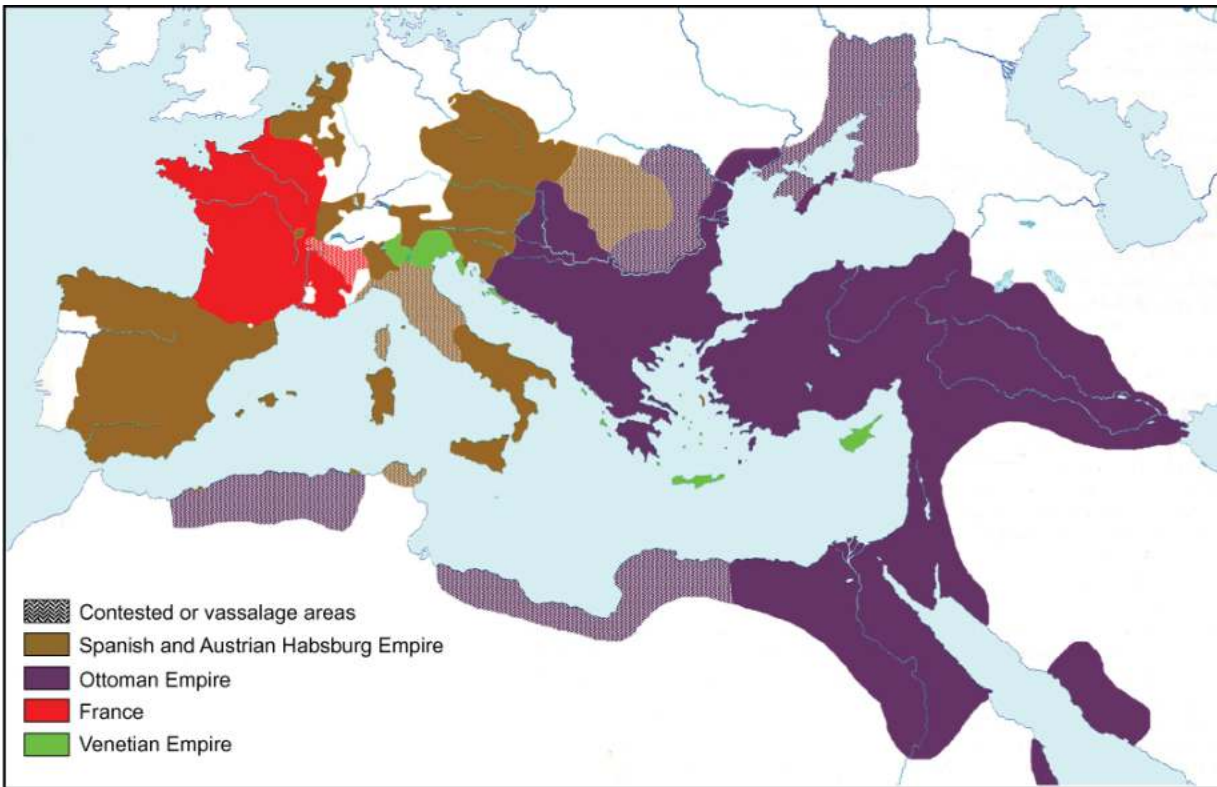 Contested or vassalage areas
Spanish and Austrian Habsburg Empire
Ottoman Empire
France
Venetian Empire